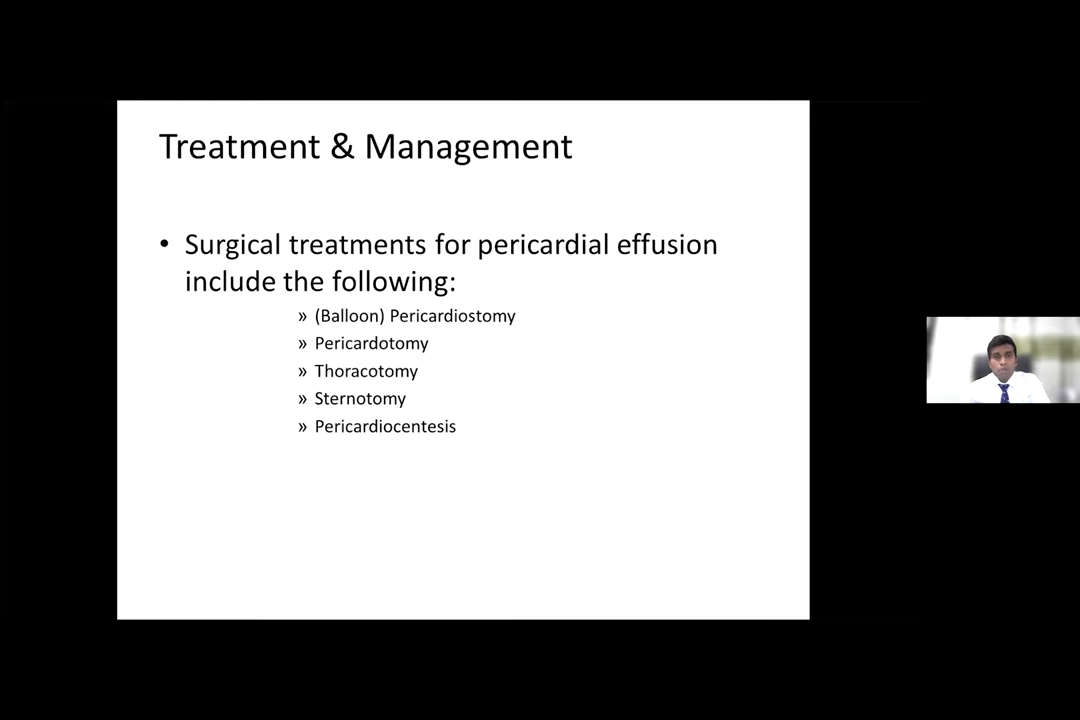 Treatment & Management
• Surgical treatments for pericardial effusion
include the following:
» (Balloon) Pericardiostomy
» Pericardotomy
» Thoracotomy
» Sternotomy
» Pericardiocentesis